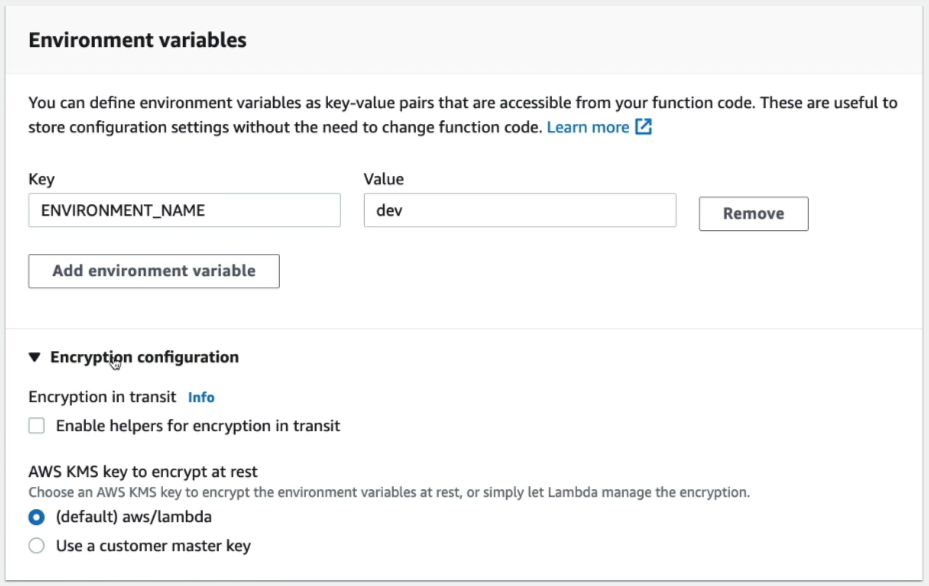 Environment variables
You can define environment variables as key-value pairs that are accessible from your function code. These are useful to
store configuration settings without the need to change function code. Learn more
Key
Value
ENVIRONMENT_NAME
dev
Remove
Add environment variable
Encryption configuration
Encryption in transit Info
Enable helpers for encryption in transit
AWS KMS key to encrypt at rest
Choose an AWS KMS key to encrypt the environment variables at rest, or simply let Lambda manage the encryption.
(default) aws/lambda
Use a customer master key